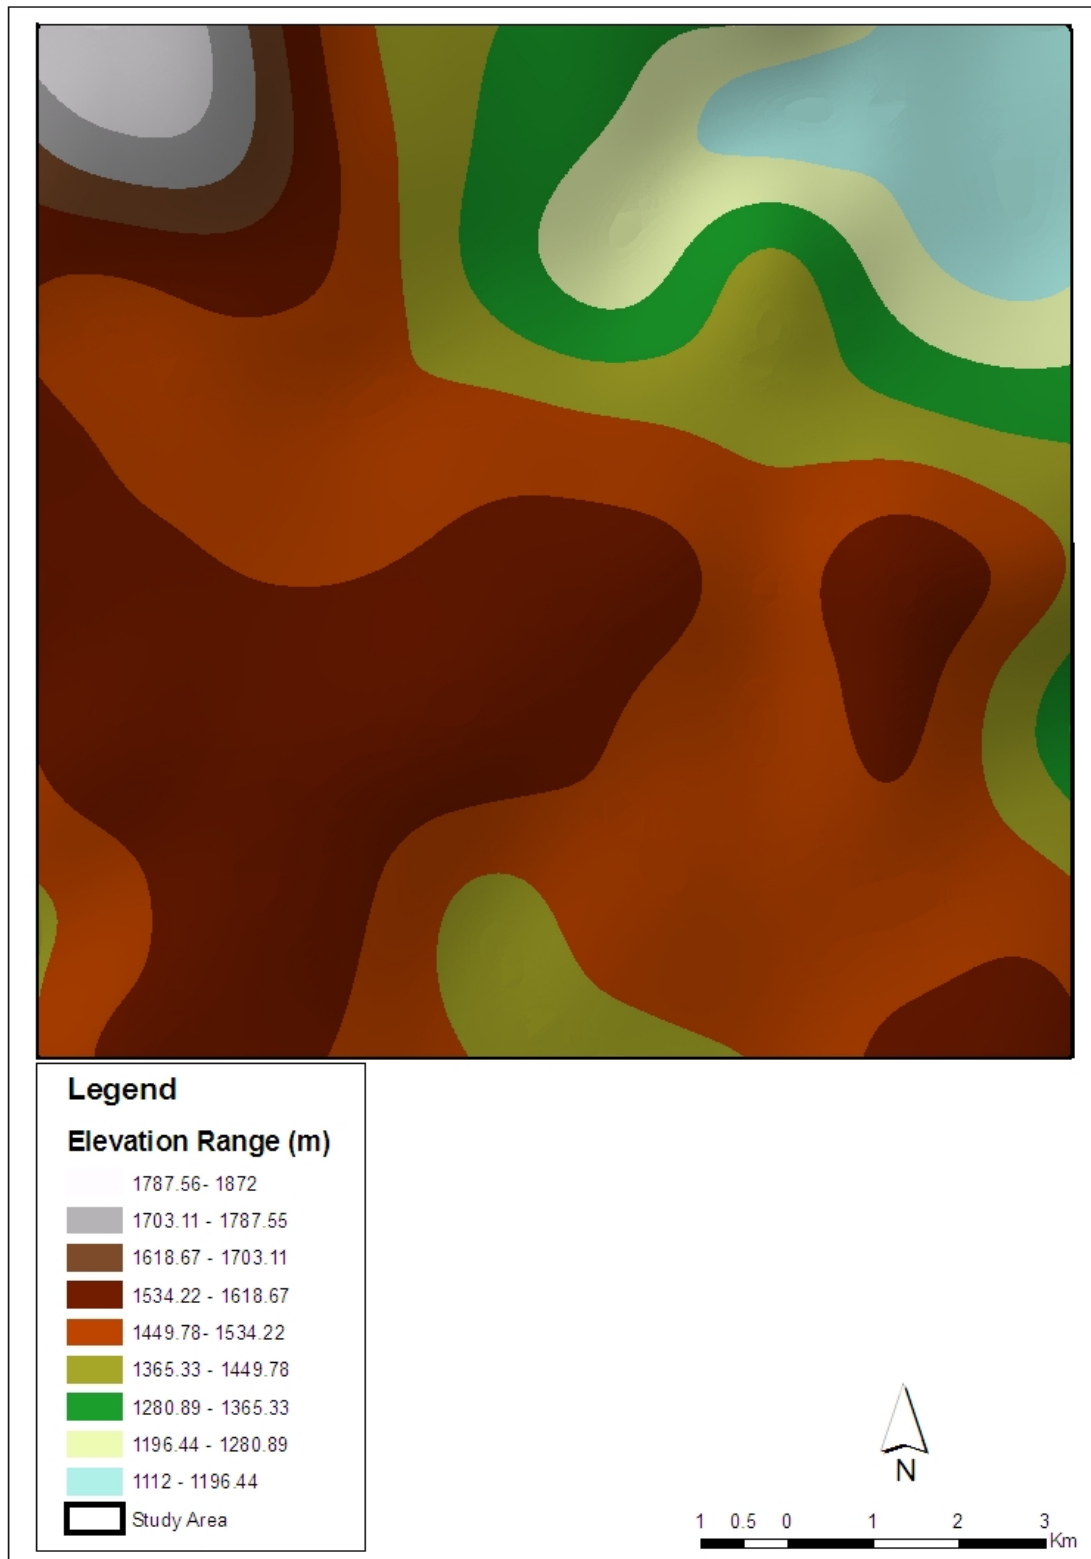 Legend
Elevation Range (m)
1787.56- 1872
1703.11 - 1787.55
1618.67 - 1703.11
1534.22 - 1618.67
1449.78- 1534.22
1365.33 - 1449.78
1280.89 - 1365.33
1196.44 - 1280.89
1112 - 1196.44
Study Area
N
1 0.5 0 1 2 3
Km